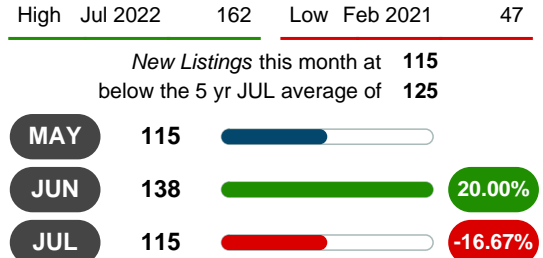 High Jul 2022 162 Low Feb 2021 47
New Listings this month at 115
below the 5 yr JUL average of 125
MAY 115
JUN 138 20.00%
JUL 115 -16.67%